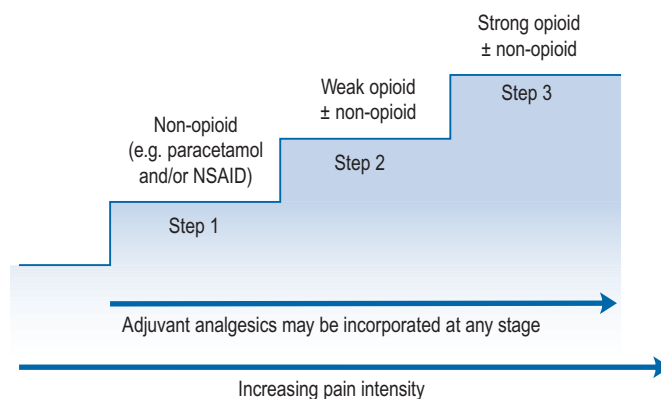 Strong opioid
± non-opioid
Step 3
Weak opioid
± non-opioid
Step 2
Non-opioid
(e.g. paracetamol
and/or NSAID)
Step 1
Adjuvant analgesics may be incorporated at any stage
Increasing pain intensity